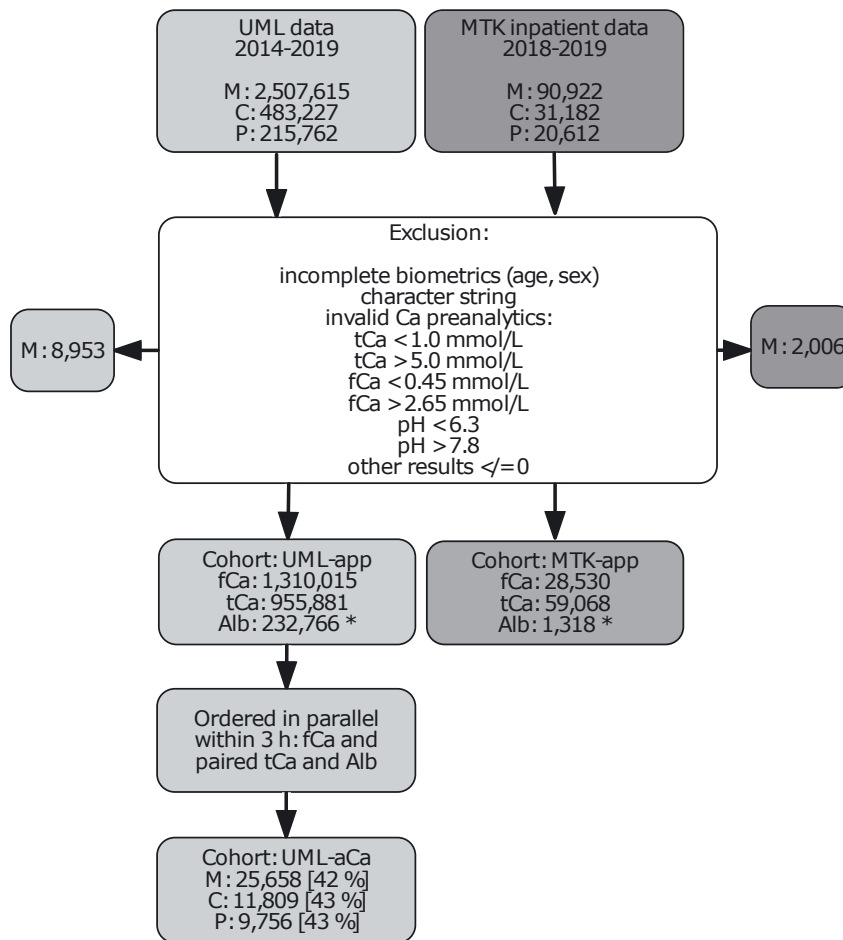 UML data
2014-2019
M: 2,507,615
C: 483,227
P: 215,762
MTK inpatient data
2018-2019
M: 90,922
C: 31,182
P: 20,612
Exclusion:
incomplete biometrics (age, sex)
character string
invalid Ca preanalytics:
tCa <1.0 mmol/L
tCa >5.0 mmol/L
fCa <0.45 mmol/L
fCa >2.65 mmol/L
pH <6.3
pH >7.8
other results </=0
M: 8,953
M: 2,006
Cohort: UML-app
fCa: 1,310,015
tCa: 955,881
Alb: 232,766 *
Cohort: MTK-app
fCa: 28,530
tCa: 59,068
Alb: 1,318 *
Ordered in parallel
within 3 h: fCa and
paired tCa and Alb
Cohort: UML-aCa
M: 25,658 [42 %]
C: 11,809 [43 %]
P: 9,756 [43 %]